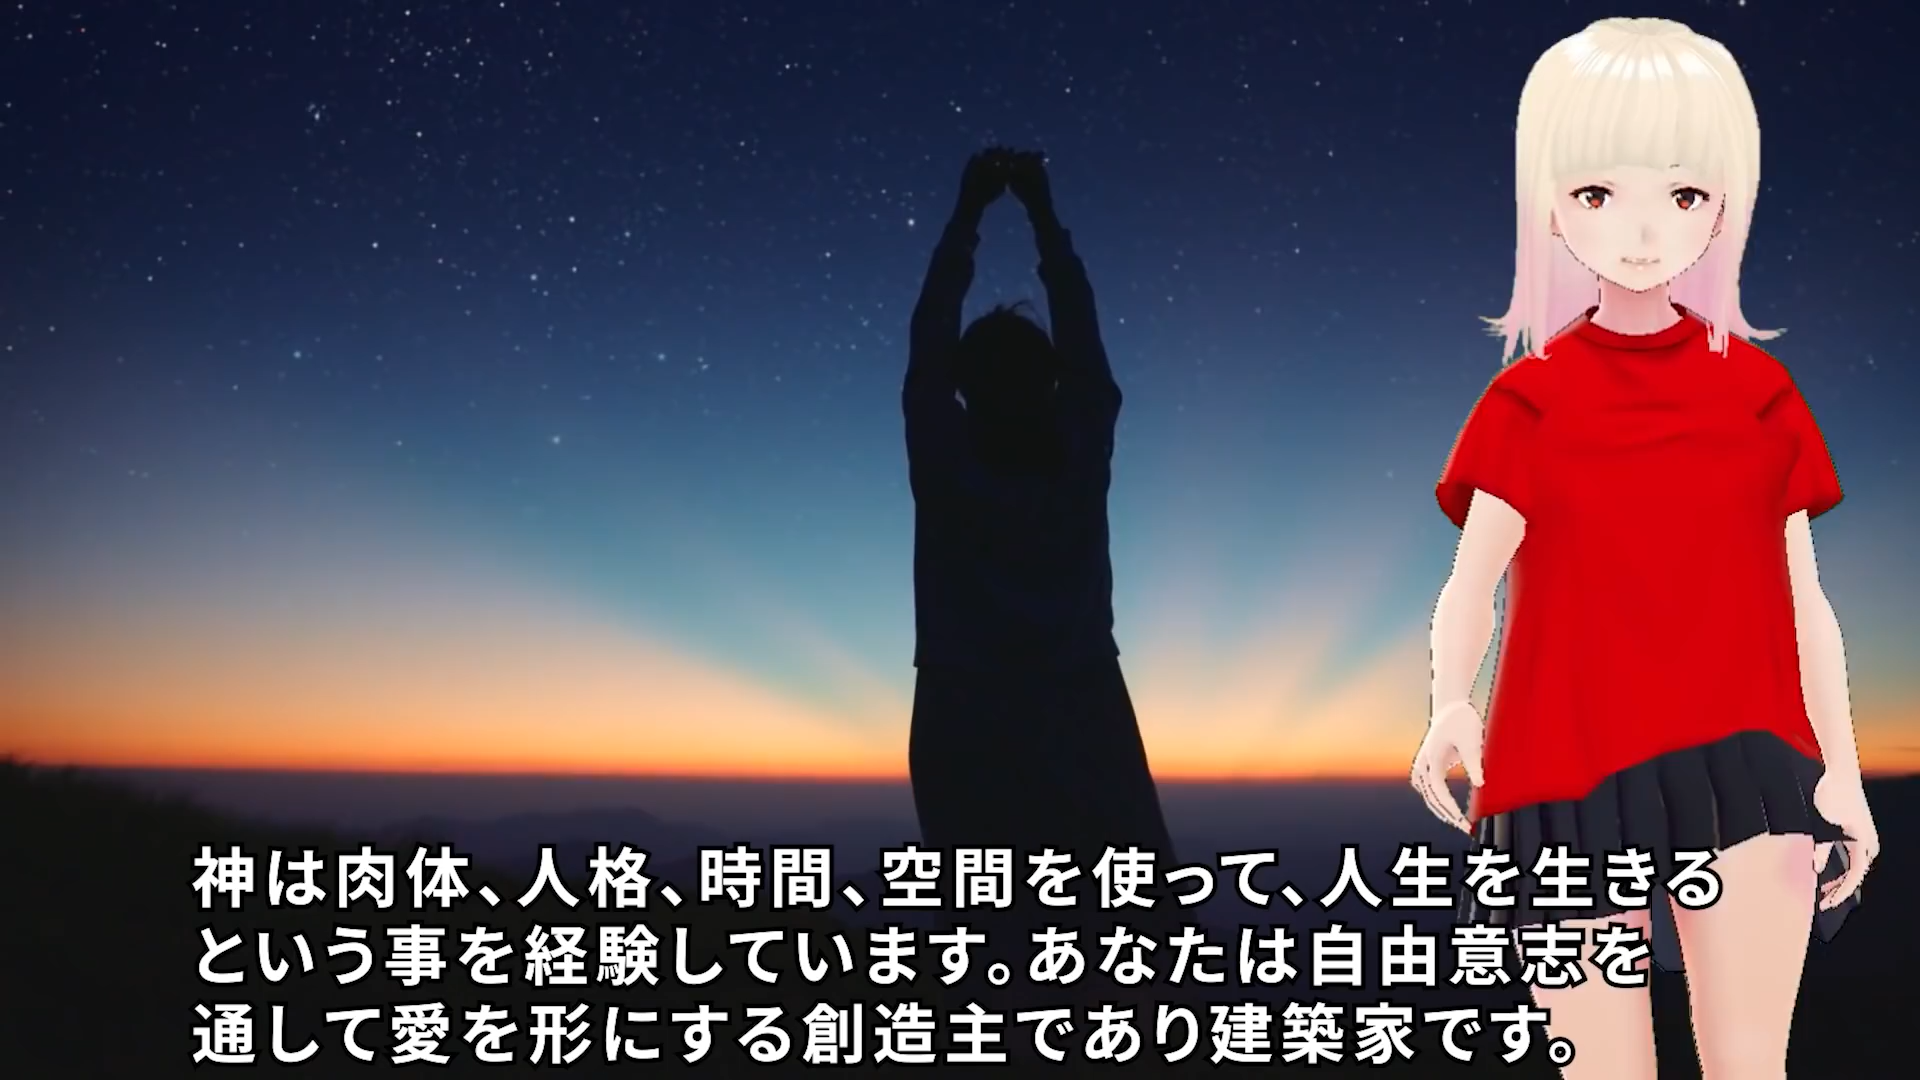 神は肉体、人格、時間、空間を使って、人生を生きる
という事を経験しています。あなたは自由意志を
通して愛を形にする創造主であり建築家です。